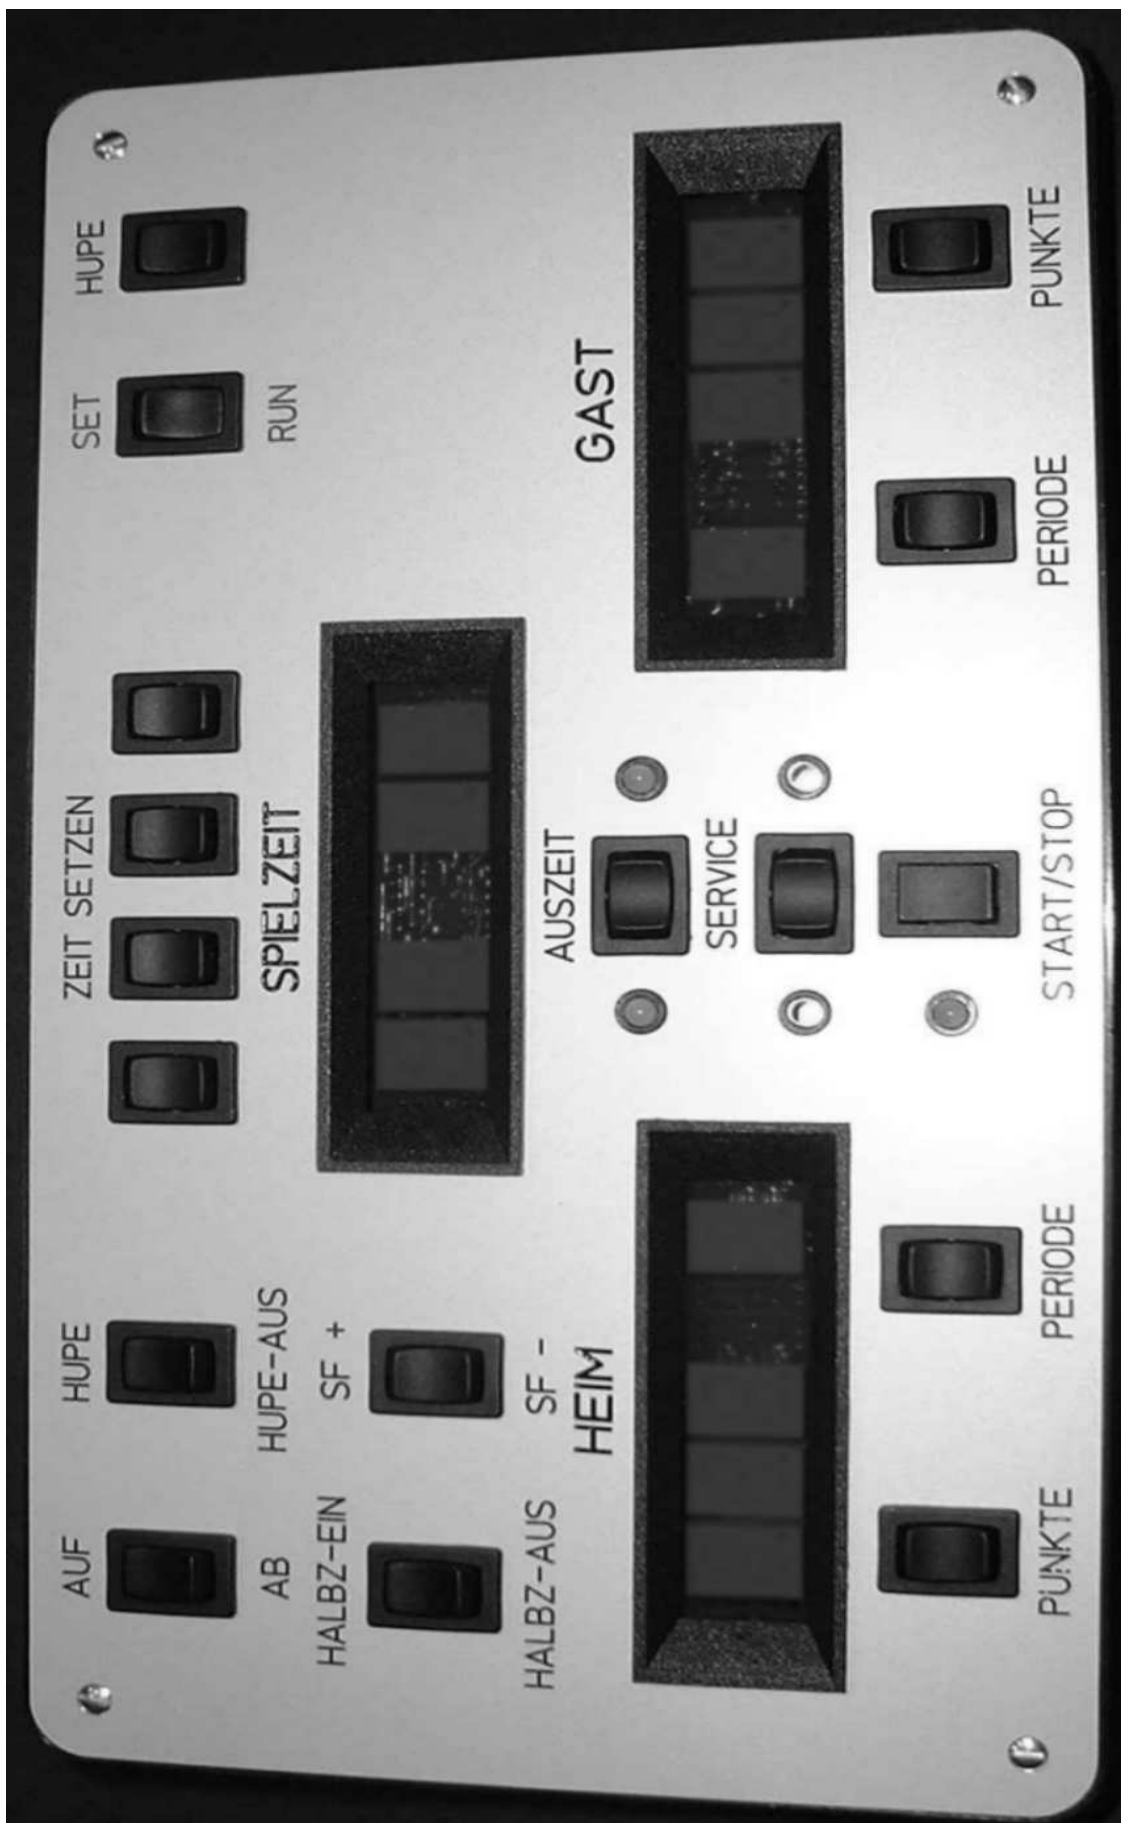 AUF
HUPE
ZEIT SETZEN
SET
HUPE
AB
HUPE-AUS
SPIELZEIT
RUN
HALBZ-EIN
SF +
HALBZ-AUS
SF -
HEIM
AUSZEIT
GAST
SERVICE
PUNKTE
PERIODE
START/STOP
PERIODE
PUNKTE